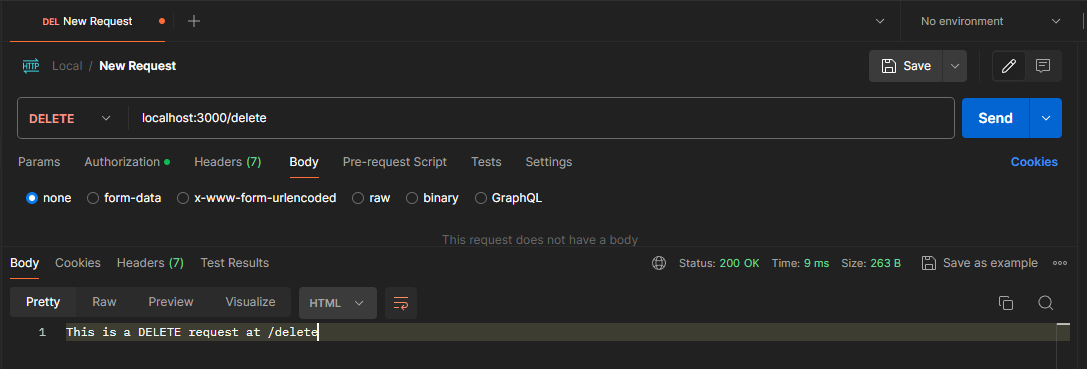 DEL New Request
No environment
HTTP Local / New Request
Save
DELETE localhost:3000/delete
Send
Params Authorization Headers (7) Body Pre-request Script Tests Settings
Cookies
none form-data x-www-form-urlencoded raw binary GraphQL
This request does not have a body
Body Cookies Headers (7) Test Results
Status: 200 OK Time: 9 ms Size: 263 B
Save as example
Pretty Raw Preview Visualize
HTML
1 This is a DELETE request at /delete